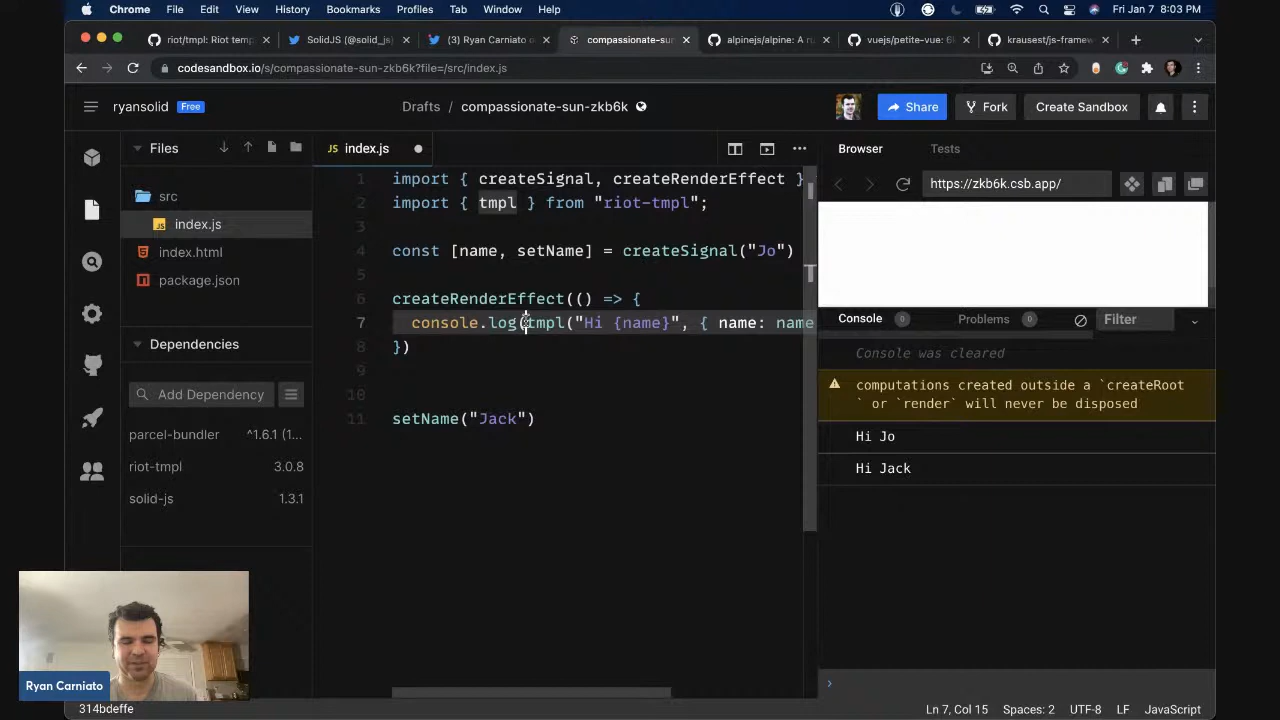 Chrome File Edit View History Bookmarks Profiles Tab Window Help Fri Jan 7 8:03 PM
riot/tmpl: Riot temp
SolidJS (@solid_js)
(3) Ryan Carniato on
compassionate-sun
alpinejs/alpine: A ru
vuejs/petite-vue: 6k
krausest/js-framew
codesandbox.io/s/compassionate-sun-zkb6k?file=/src/index.js
ryansolid Free
Drafts / compassionate-sun-zkb6k
Share
Fork
Create Sandbox
Files
src
index.js
index.html
package.json
Dependencies
Add Dependency
parcel-bundler ^1.6.1 (1...
riot-tmpl 3.0.8
solid-js 1.3.1
JS index.js
1 import { createSignal, createRenderEffect }
2 import { tmpl } from "riot-tmpl";
3
4 const [name, setName] = createSignal("Jo")
5
6 createRenderEffect(() => {
7 console.log(tmpl("Hi {name}", { name: name
8 })
9
10
11 setName("Jack")
Browser Tests
https://zkb6k.csb.app/
Console 0 Problems 0 Filter
Console was cleared
computations created outside a `createRoot
` or `render` will never be disposed
Hi Jo
Hi Jack
Ryan Carniato
314bdeffe
Ln 7, Col 15 Spaces: 2 UTF-8 LF JavaScript